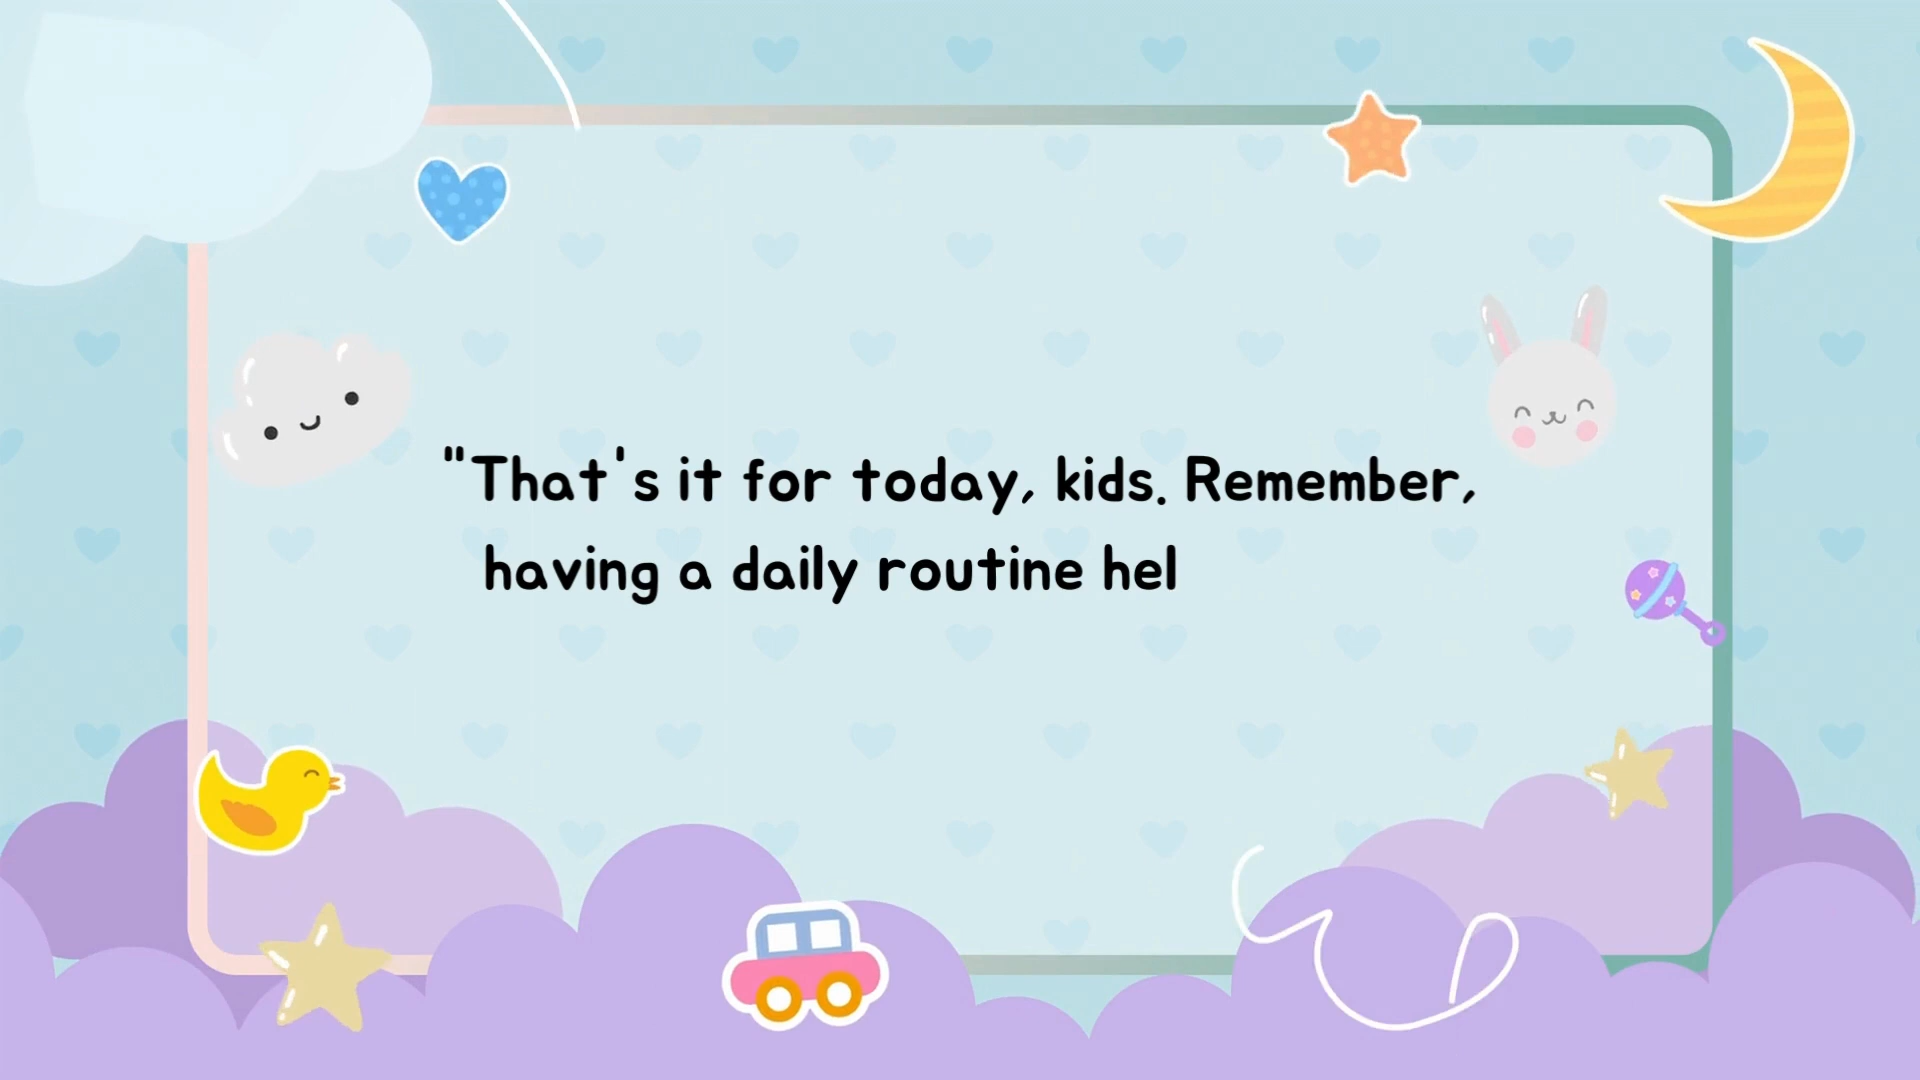 "That's it for today, kids. Remember,
having a daily routine hel